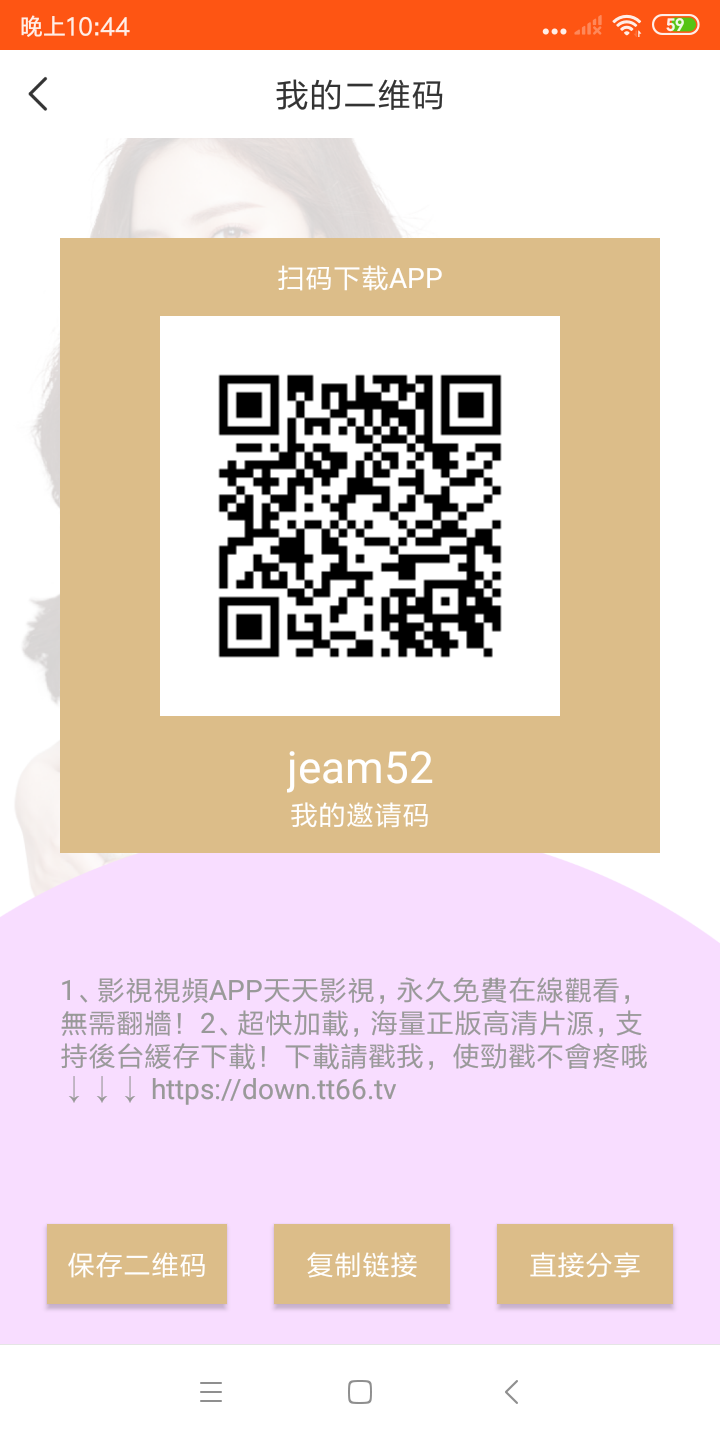 晚上10:44
59
我的二维码
扫码下载APP
jeam52
我的邀请码
1、影視視頻APP天天影視，永久免費在線觀看，
無需翻牆！2、超快加載，海量正版高清片源，支
持後台緩存下載！下載請戳我，使勁戳不會疼哦
↓↓↓ https://down.tt66.tv
保存二维码
复制链接
直接分享